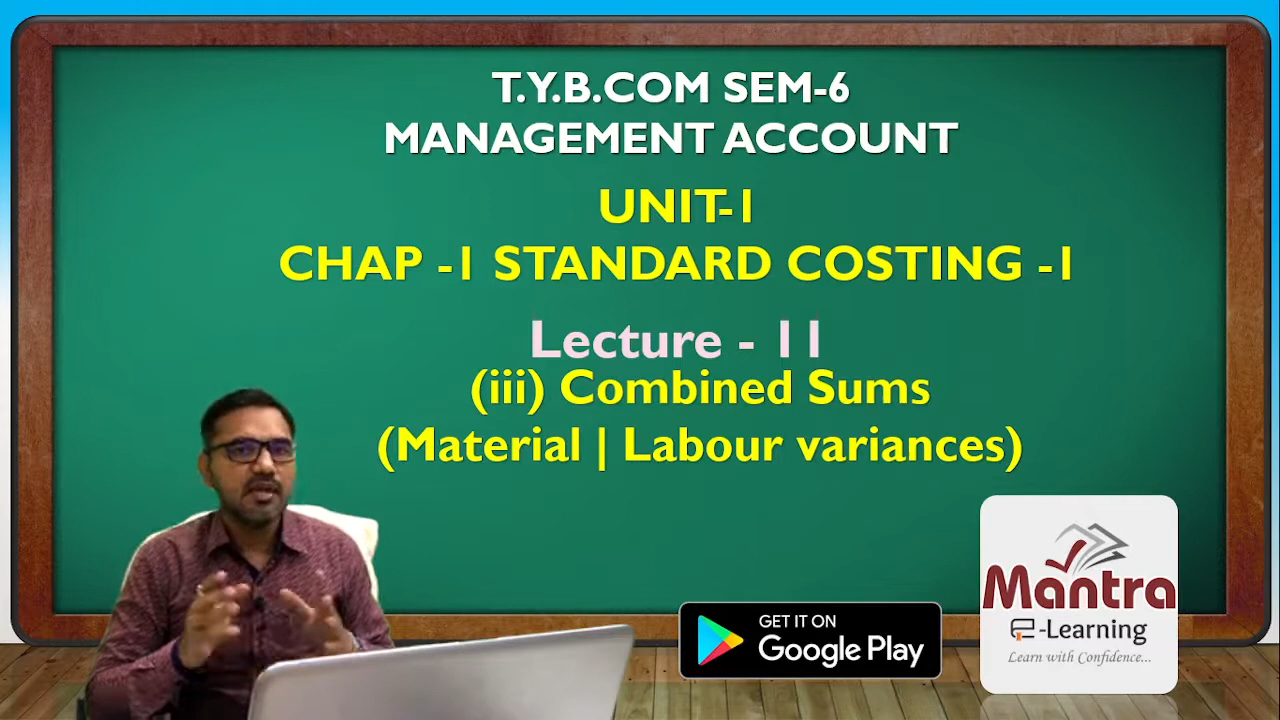 T.Y.B.COM SEM-6
MANAGEMENT ACCOUNT
UNIT-1
CHAP -1 STANDARD COSTING -1
Lecture - 11
(iii) Combined Sums
(Material | Labour variances)
GET IT ON
Google Play
Mantra
e-Learning
Learn with Confidence...